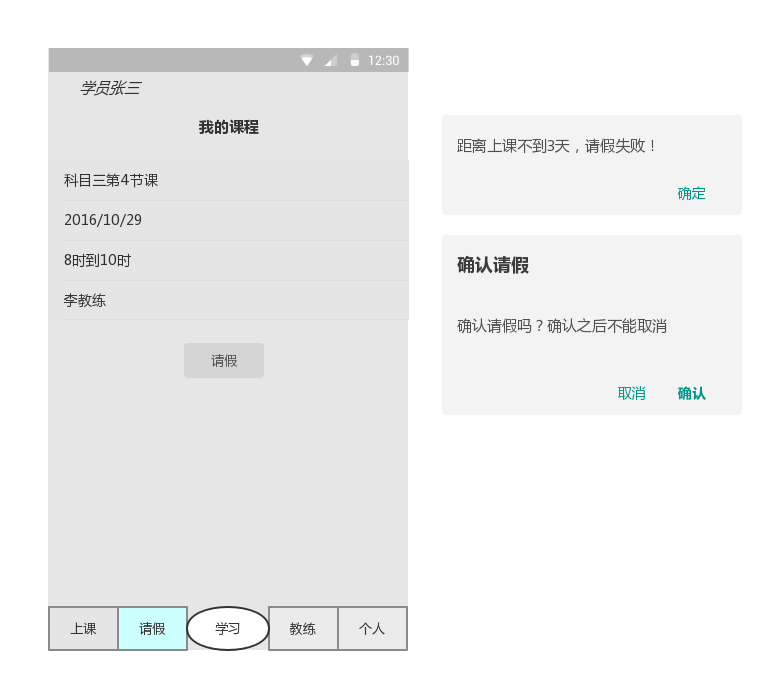 12:30
学员张三
我的课程
科目三第4节课
2016/10/29
8时到10时
李教练
请假
上课
请假
学习
教练
个人
距离上课不到3天，请假失败！
确定
确认请假
确认请假吗？确认之后不能取消
取消
确认